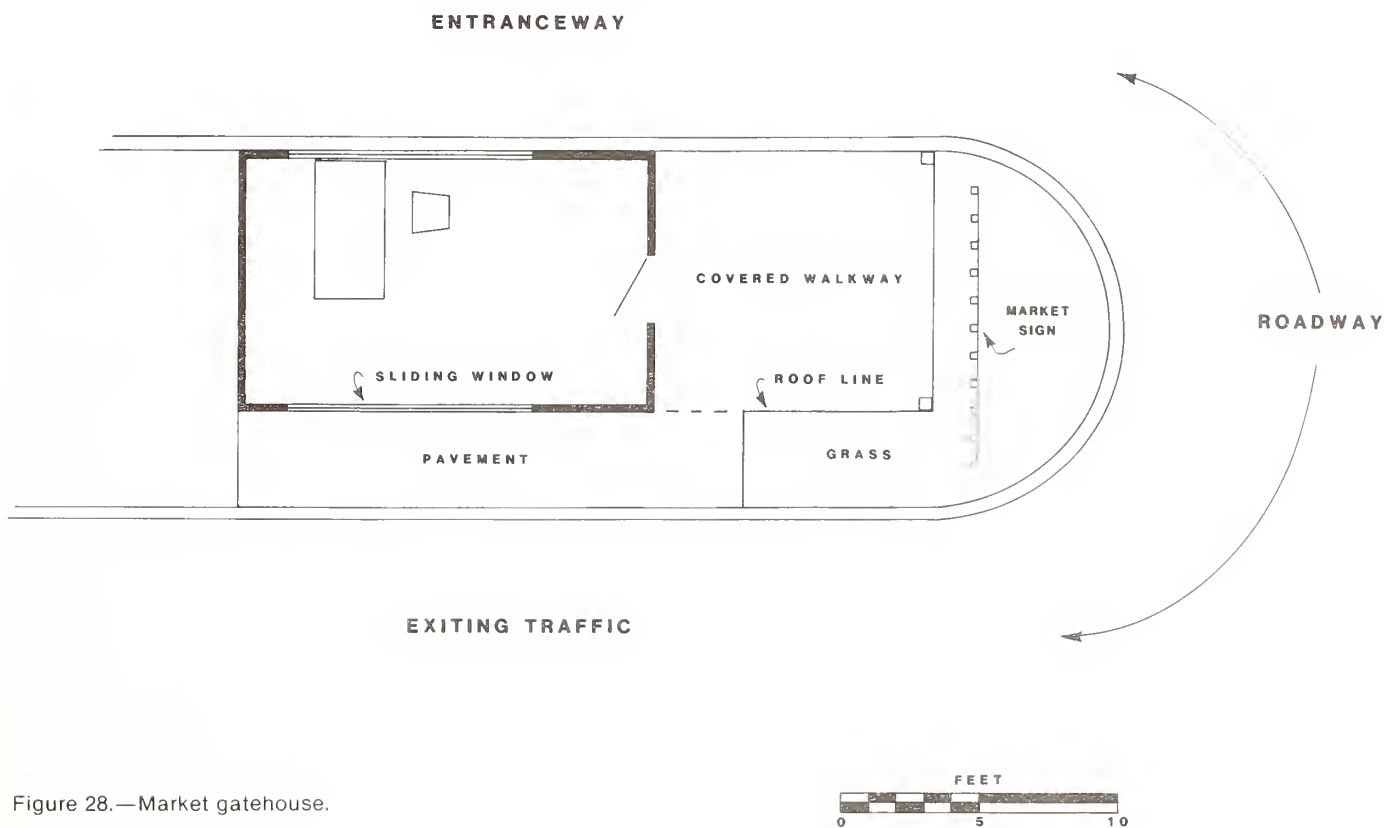 ENTRANCEWAY
COVERED WALKWAY
MARKET
SIGN
ROADWAY
SLIDING WINDOW
ROOF LINE
PAVEMENT
GRASS
EXITING TRAFFIC
FEET
0 5 10
Figure 28.—Market gatehouse.